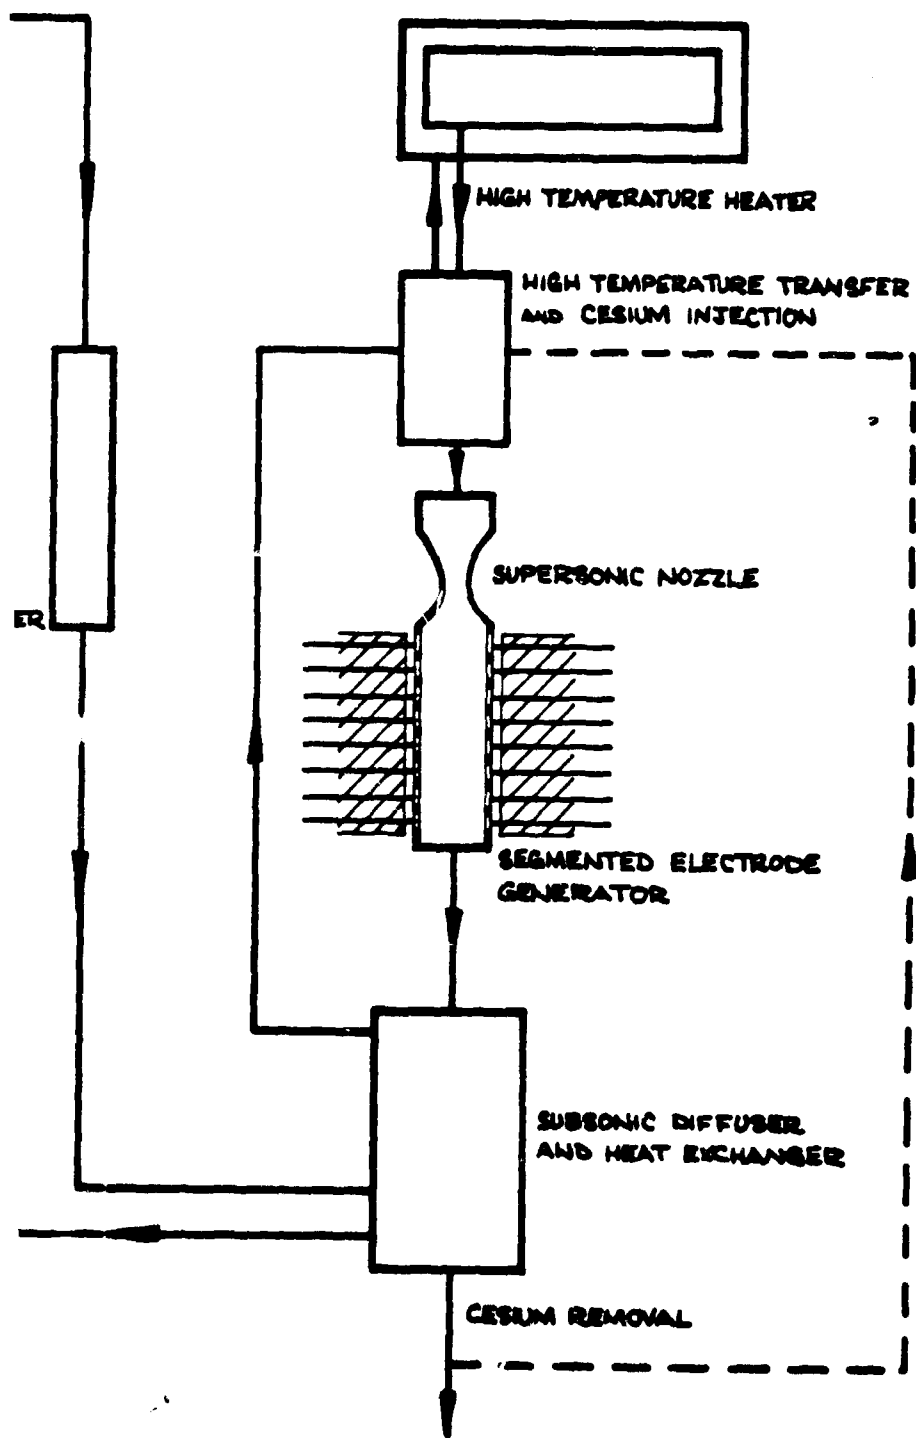 HIGH TEMPERATURE HEATER
HIGH TEMPERATURE TRANSFER
AND CESIUM INJECTION
SUPERSONIC NOZZLE
ER
SEGMENTED ELECTRODE
GENERATOR
SUBSONIC DIFFUSER
AND HEAT EXCHANGER
CESIUM REMOVAL